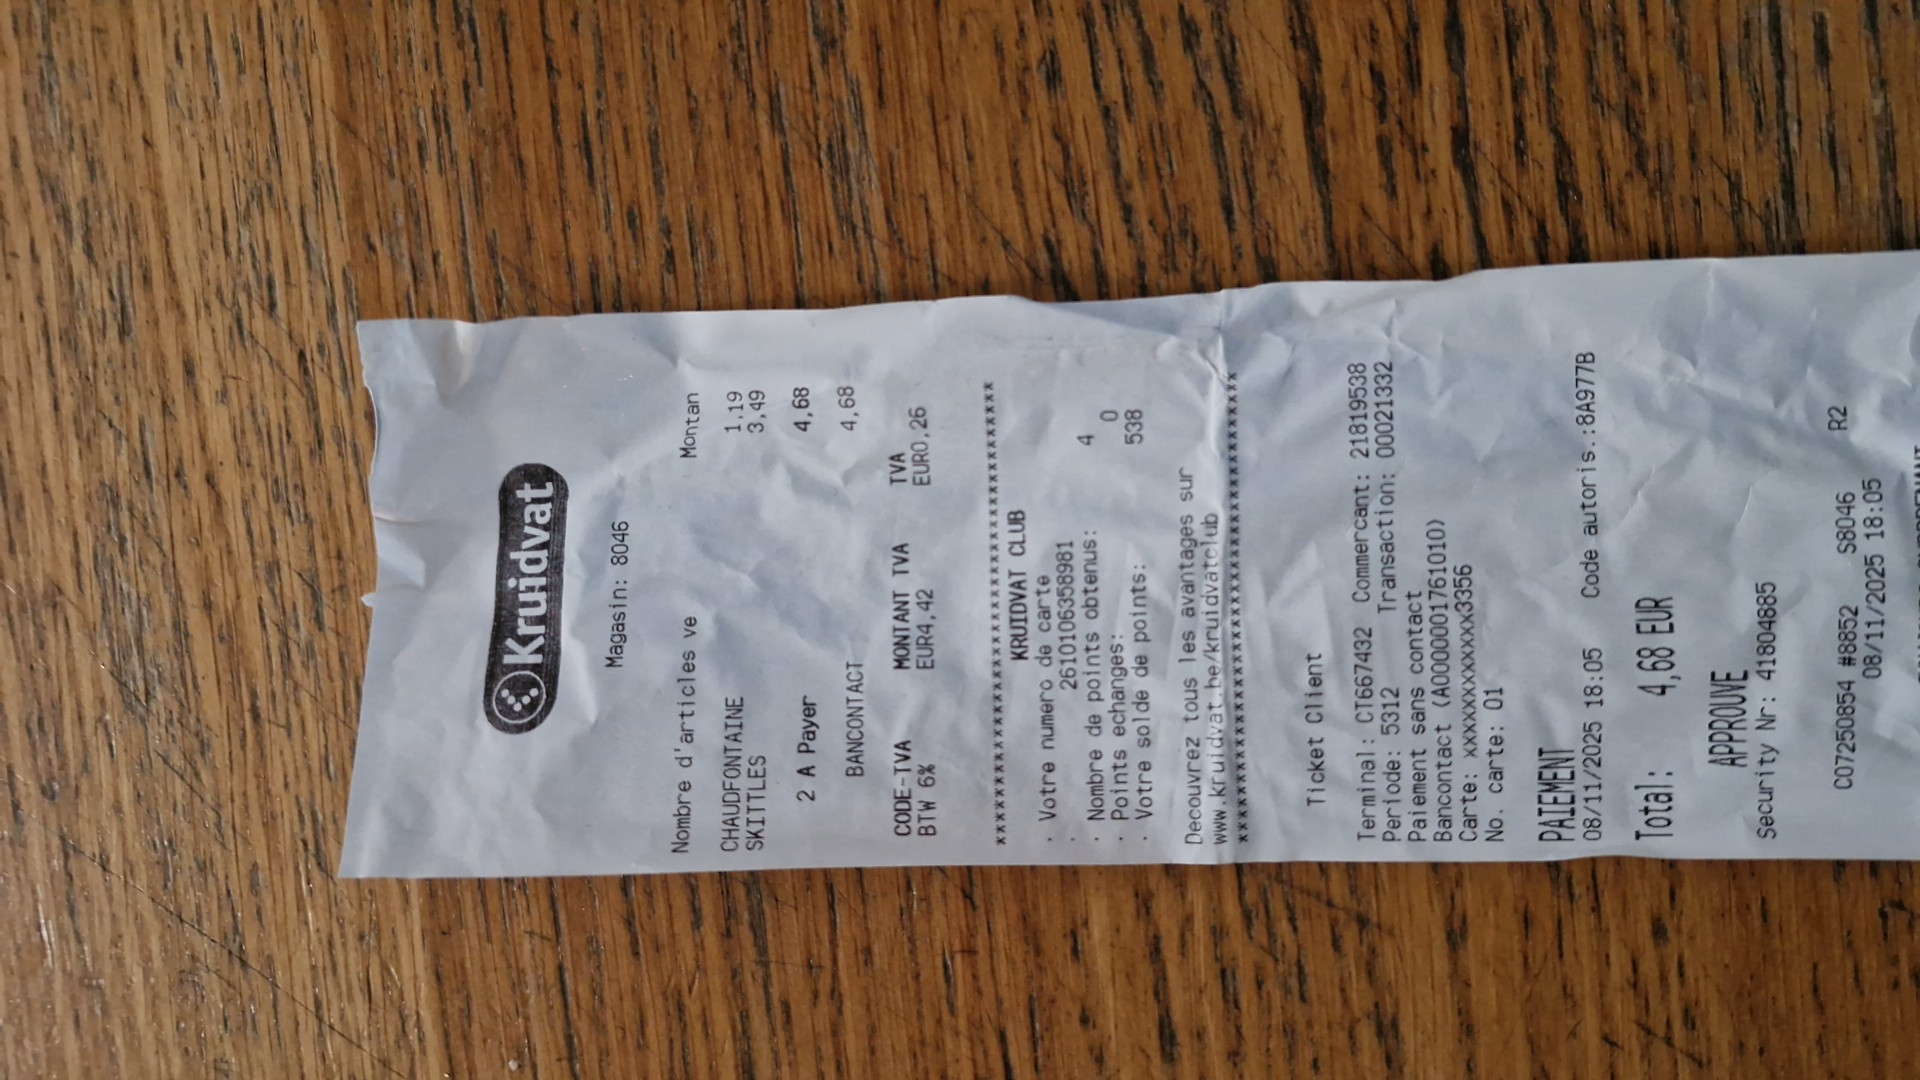 Kruidvat
Magasin: 8046
Nombre d'articles ve Montan
CHAUDFONTAINE 1,19
SKITTLES 3,49
2 A Payer 4,68
BANCONTACT 4,68
CODE-TVA MONTANT TVA TVA
BTW 6% EUR4,42 EUR0,26
****************************************
KRUIDVAT CLUB
. Votre numero de carte
. 2610106358981
. Nombre de points obtenus: 4
. Points echanges: 0
. Votre solde de points: 538
Decouvrez tous les avantages sur
www.kruidvat.be/kruidvatclub
****************************************
Ticket Client
Terminal: CT667432 Commercant: 21819538
Periode: 5312 Transaction: 00021332
Paiement sans contact
Bancontact (A0000001761010)
Carte: xxxxxxxxxxxxx3356
No. carte: 01
PAIEMENT
08/11/2025 18:05 Code autoris.:8A977B
Total: 4,68 EUR
APPROUVE
Security Nr: 41804885
C07250854 #8852 S8046 R2
08/11/2025 18:05